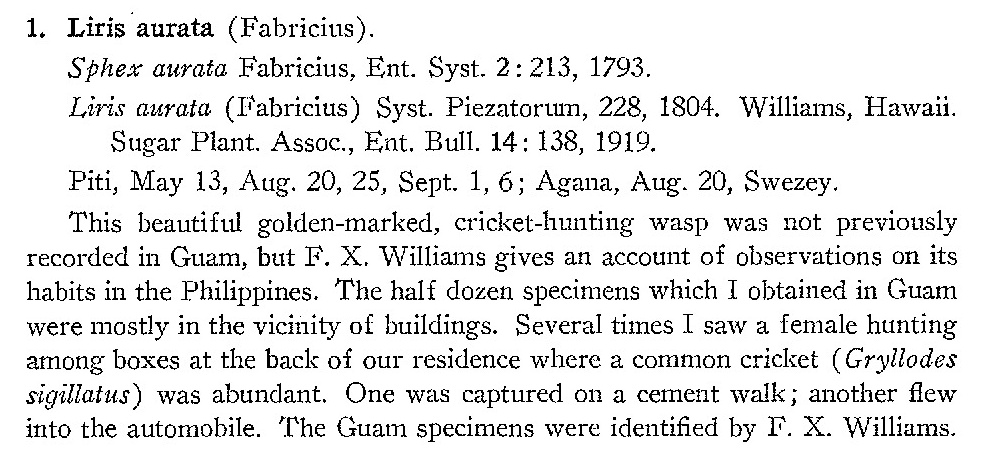 1. Liris aurata (Fabricius).
Sphex aurata Fabricius, Ent. Syst. 2: 213, 1793.
Liris aurata (Fabricius) Syst. Piezatorum, 228, 1804. Williams, Hawaii.
Sugar Plant. Assoc., Ent. Bull. 14: 138, 1919.
Piti, May 13, Aug. 20, 25, Sept. 1, 6; Agana, Aug. 20, Swezey.
This beautiful golden-marked, cricket-hunting wasp was not previously
recorded in Guam, but F. X. Williams gives an account of observations on its
habits in the Philippines. The half dozen specimens which I obtained in Guam
were mostly in the vicinity of buildings. Several times I saw a female hunting
among boxes at the back of our residence where a common cricket (Gryllodes
sigillatus) was abundant. One was captured on a cement walk; another flew
into the automobile. The Guam specimens were identified by F. X. Williams.